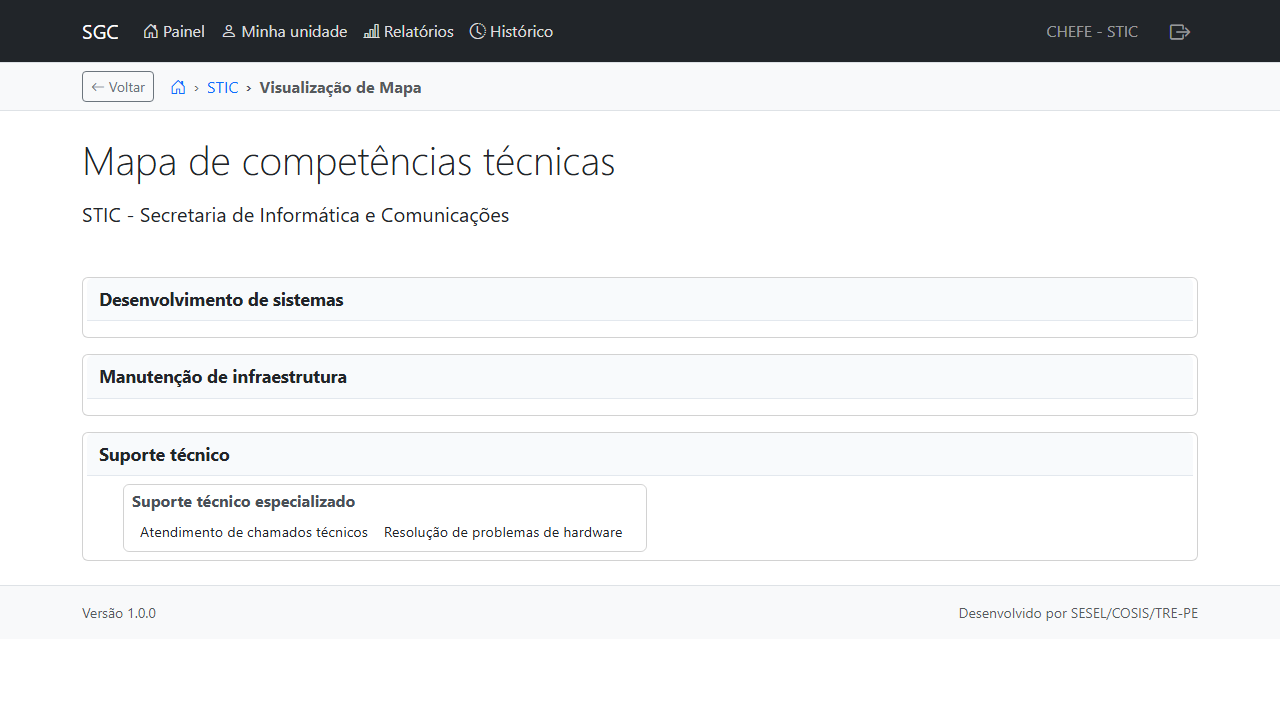 SGC Painel Minha unidade Relatórios Histórico CHEFE - STIC
Voltar › STIC › Visualização de Mapa
Mapa de competências técnicas
STIC - Secretaria de Informática e Comunicações
Desenvolvimento de sistemas
Manutenção de infraestrutura
Suporte técnico
Suporte técnico especializado
Atendimento de chamados técnicos Resolução de problemas de hardware
Versão 1.0.0 Desenvolvido por SESEL/COSIS/TRE-PE